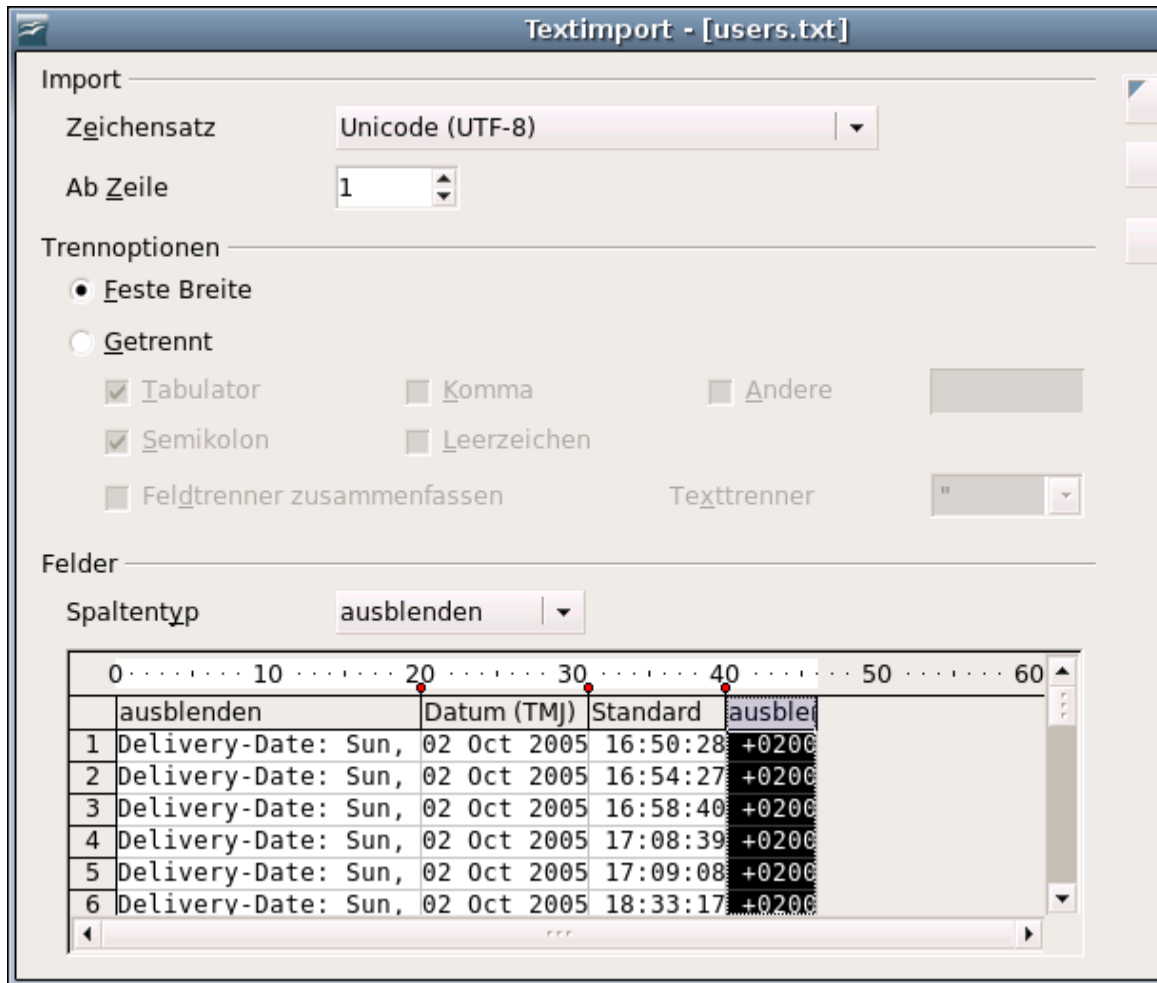 Textimport - [users.txt]
Import
Zeichensatz Unicode (UTF-8)
Ab Zeile 1
Trennoptionen
Feste Breite
Getrennt
Tabulator Komma Andere
Semikolon Leerzeichen
Feldtrenner zusammenfassen Texttrenner "
Felder
Spaltentyp ausblenden
0 10 20 30 40 50 60
ausblenden Datum (TMJ) Standard ausblen
1 Delivery-Date: Sun, 02 Oct 2005 16:50:28 +0200
2 Delivery-Date: Sun, 02 Oct 2005 16:54:27 +0200
3 Delivery-Date: Sun, 02 Oct 2005 16:58:40 +0200
4 Delivery-Date: Sun, 02 Oct 2005 17:08:39 +0200
5 Delivery-Date: Sun, 02 Oct 2005 17:09:08 +0200
6 Delivery-Date: Sun, 02 Oct 2005 18:33:17 +0200